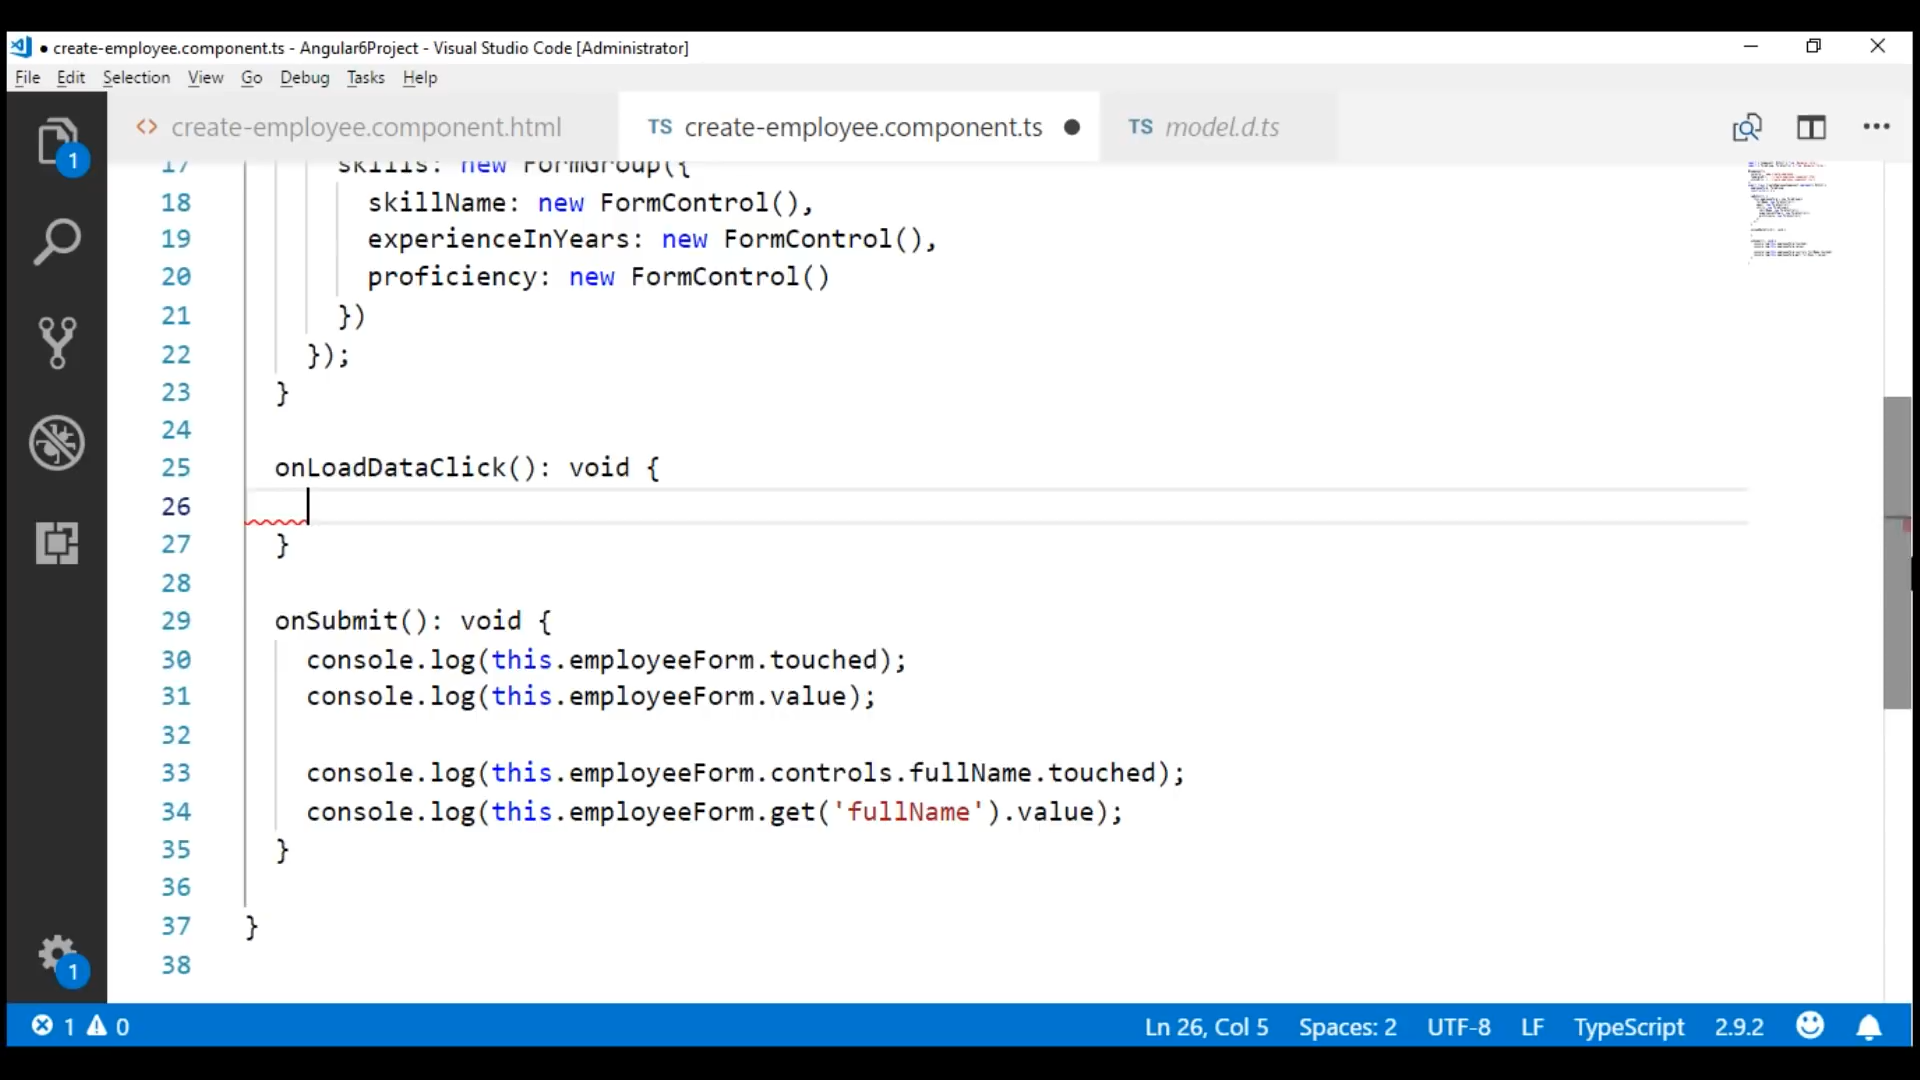 ● create-employee.component.ts - Angular6Project - Visual Studio Code [Administrator]
File Edit Selection View Go Debug Tasks Help
<> create-employee.component.html TS create-employee.component.ts ● TS model.d.ts •••
17 skills: new FormGroup({
18 skillName: new FormControl(),
19 experienceInYears: new FormControl(),
20 proficiency: new FormControl()
21 })
22 });
23 }
24
25 onLoadDataClick(): void {
26
27 }
28
29 onSubmit(): void {
30 console.log(this.employeeForm.touched);
31 console.log(this.employeeForm.value);
32
33 console.log(this.employeeForm.controls.fullName.touched);
34 console.log(this.employeeForm.get('fullName').value);
35 }
36
37 }
38
1
1
1 0 Ln 26, Col 5 Spaces: 2 UTF-8 LF TypeScript 2.9.2